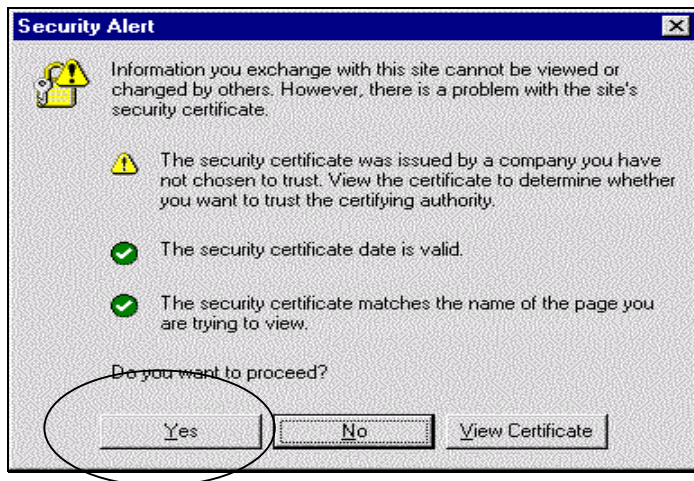 Security Alert
Information you exchange with this site cannot be viewed or
changed by others. However, there is a problem with the site's
security certificate.
The security certificate was issued by a company you have
not chosen to trust. View the certificate to determine whether
you want to trust the certifying authority.
The security certificate date is valid.
The security certificate matches the name of the page you
are trying to view.
Do you want to proceed?
Yes No View Certificate